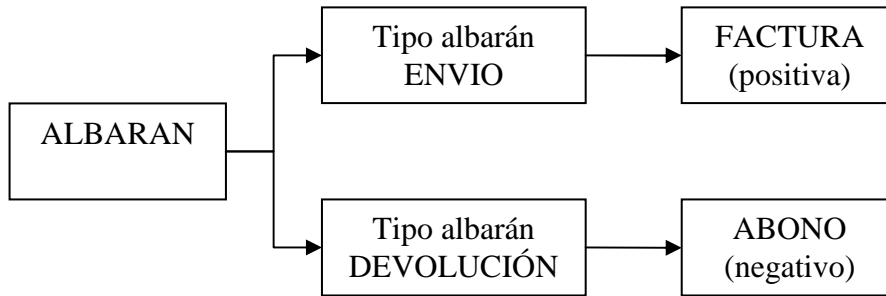 Tipo albarán
ENVIO
FACTURA
(positiva)
ALBARAN
Tipo albarán
DEVOLUCIÓN
ABONO
(negativo)